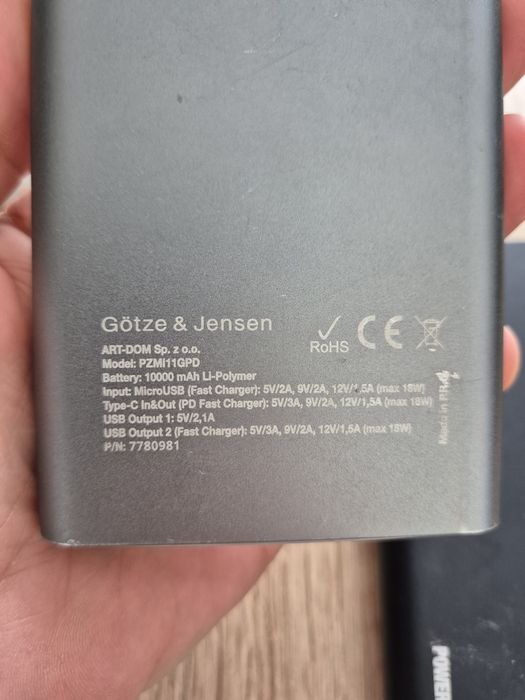 Götze & Jensen
ART-DOM Sp. z o.o.
Model: PZMI11GPD
Battery: 10000 mAh Li-Polymer
Input: MicroUSB (Fast Charger): 5V/2A, 9V/2A, 12V/1,5A (max 18W)
Type-C In&Out (PD Fast Charger): 5V/3A, 9V/2A, 12V/1,5A (max 18W)
USB Output 1: 5V/2,1A
USB Output 2 (Fast Charger): 5V/3A, 9V/2A, 12V/1,5A (max 18W)
P/N: 7780981
RoHS
CE
Made in
POWER